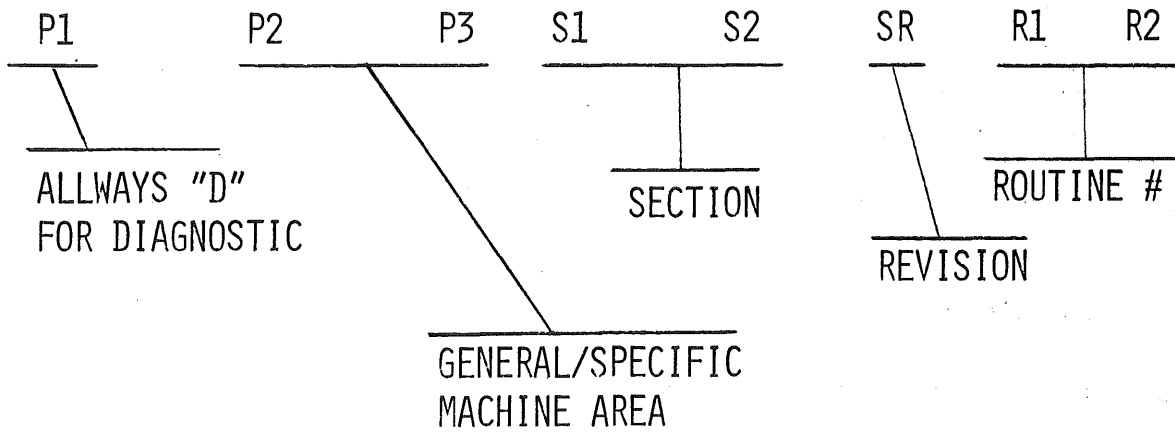 P1 P2 P3 S1 S2 SR R1 R2
ALLWAYS "D"
FOR DIAGNOSTIC
SECTION
ROUTINE #
REVISION
GENERAL/SPECIFIC
MACHINE AREA